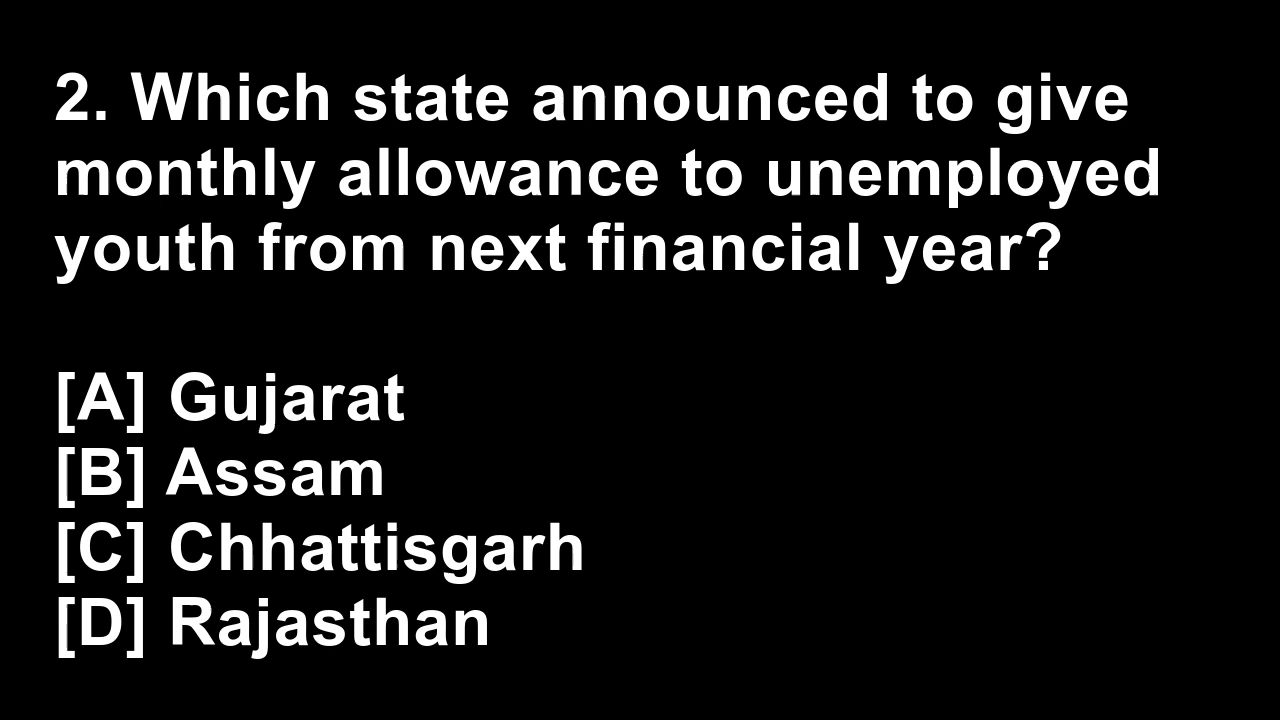 2. Which state announced to give
monthly allowance to unemployed
youth from next financial year?
[A] Gujarat
[B] Assam
[C] Chhattisgarh
[D] Rajasthan